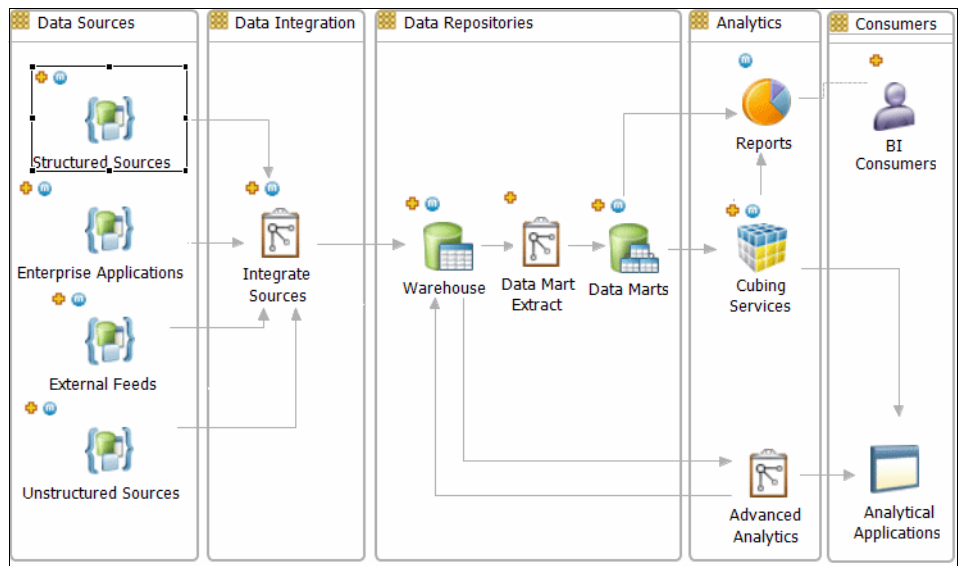 Data Sources
Data Integration
Data Repositories
Analytics
Consumers
Structured Sources
Enterprise Applications
External Feeds
Unstructured Sources
Integrate
Sources
Warehouse
Data Mart
Extract
Data Marts
Reports
Cubing
Services
Advanced
Analytics
BI
Consumers
Analytical
Applications